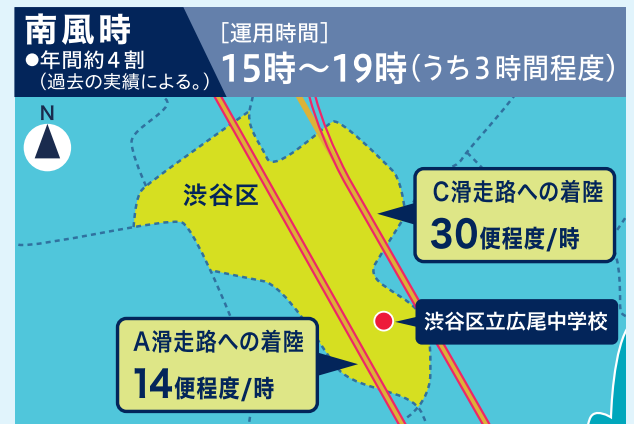 南風時
●年間約4割
(過去の実績による。)
[運用時間]
15時～19時(うち3時間程度)
N
渋谷区
C滑走路への着陸
30便程度/時
渋谷区立広尾中学校
A滑走路への着陸
14便程度/時